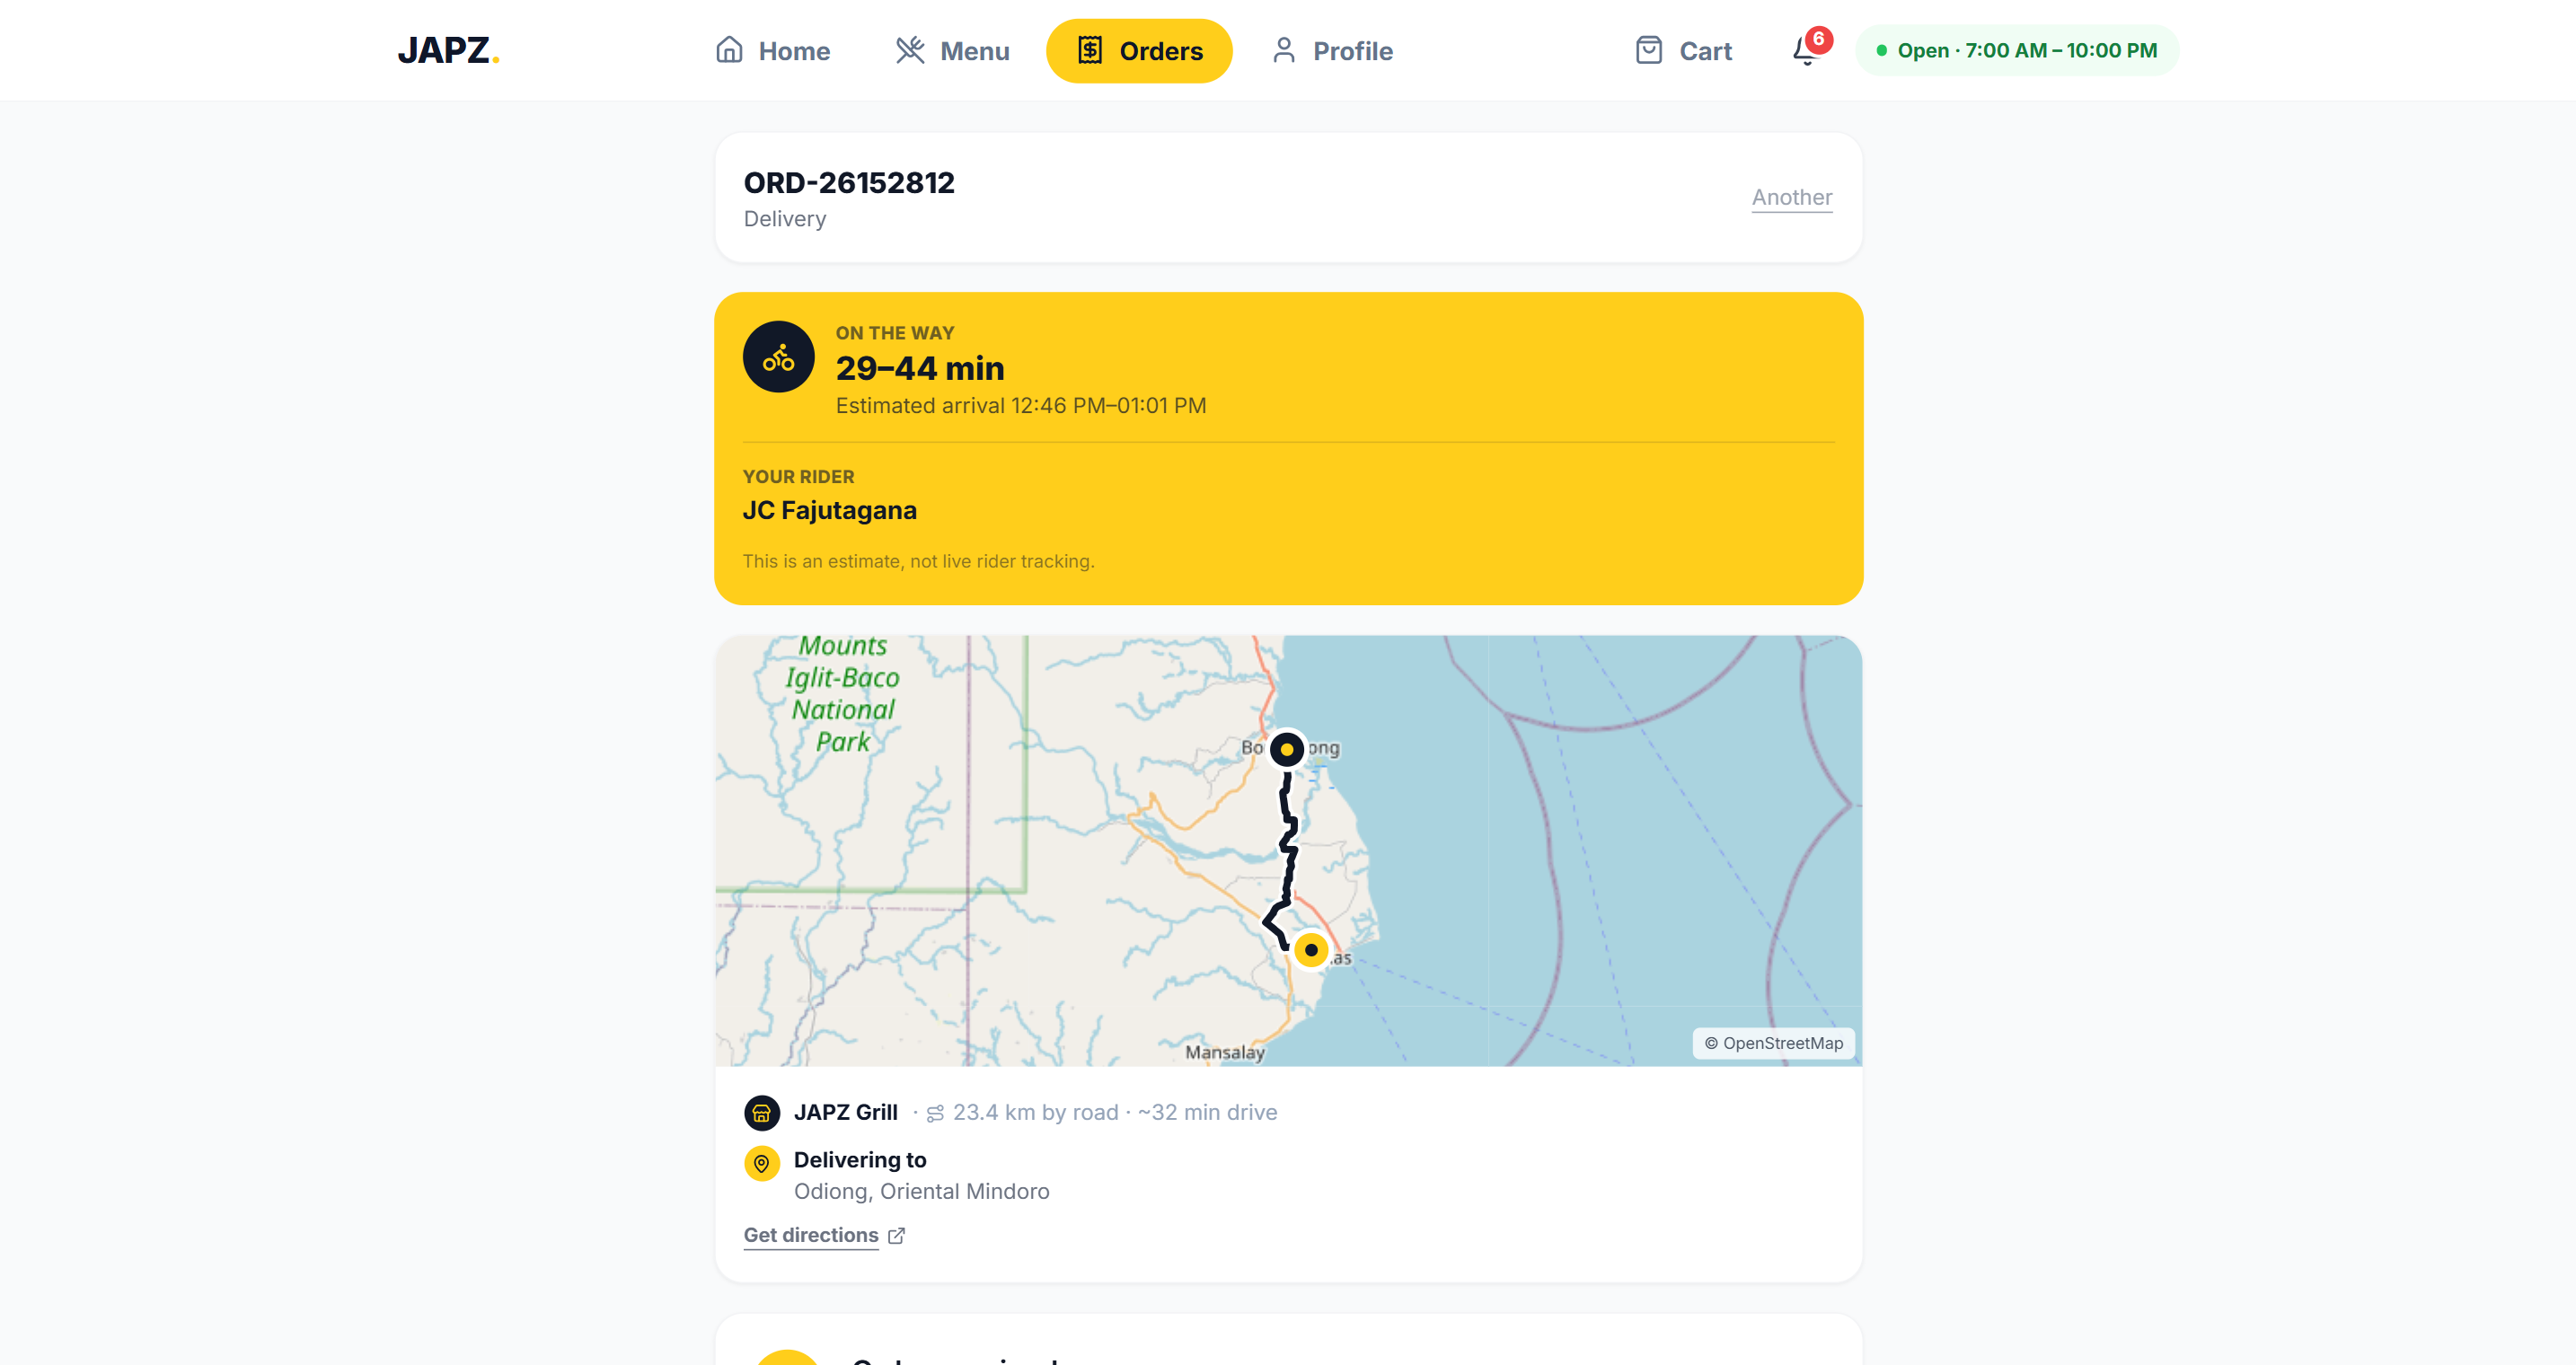 JAPZ.
Home
Menu
Orders
Profile
Cart
6
Open · 7:00 AM – 10:00 PM
ORD-26152812
Delivery
Another
ON THE WAY
29–44 min
Estimated arrival 12:46 PM–01:01 PM
YOUR RIDER
JC Fajutagana
This is an estimate, not live rider tracking.
Mounts
Iglit-Baco
National
Park
Mansalay
© OpenStreetMap
JAPZ Grill · 23.4 km by road · ~32 min drive
Delivering to
Odiong, Oriental Mindoro
Get directions